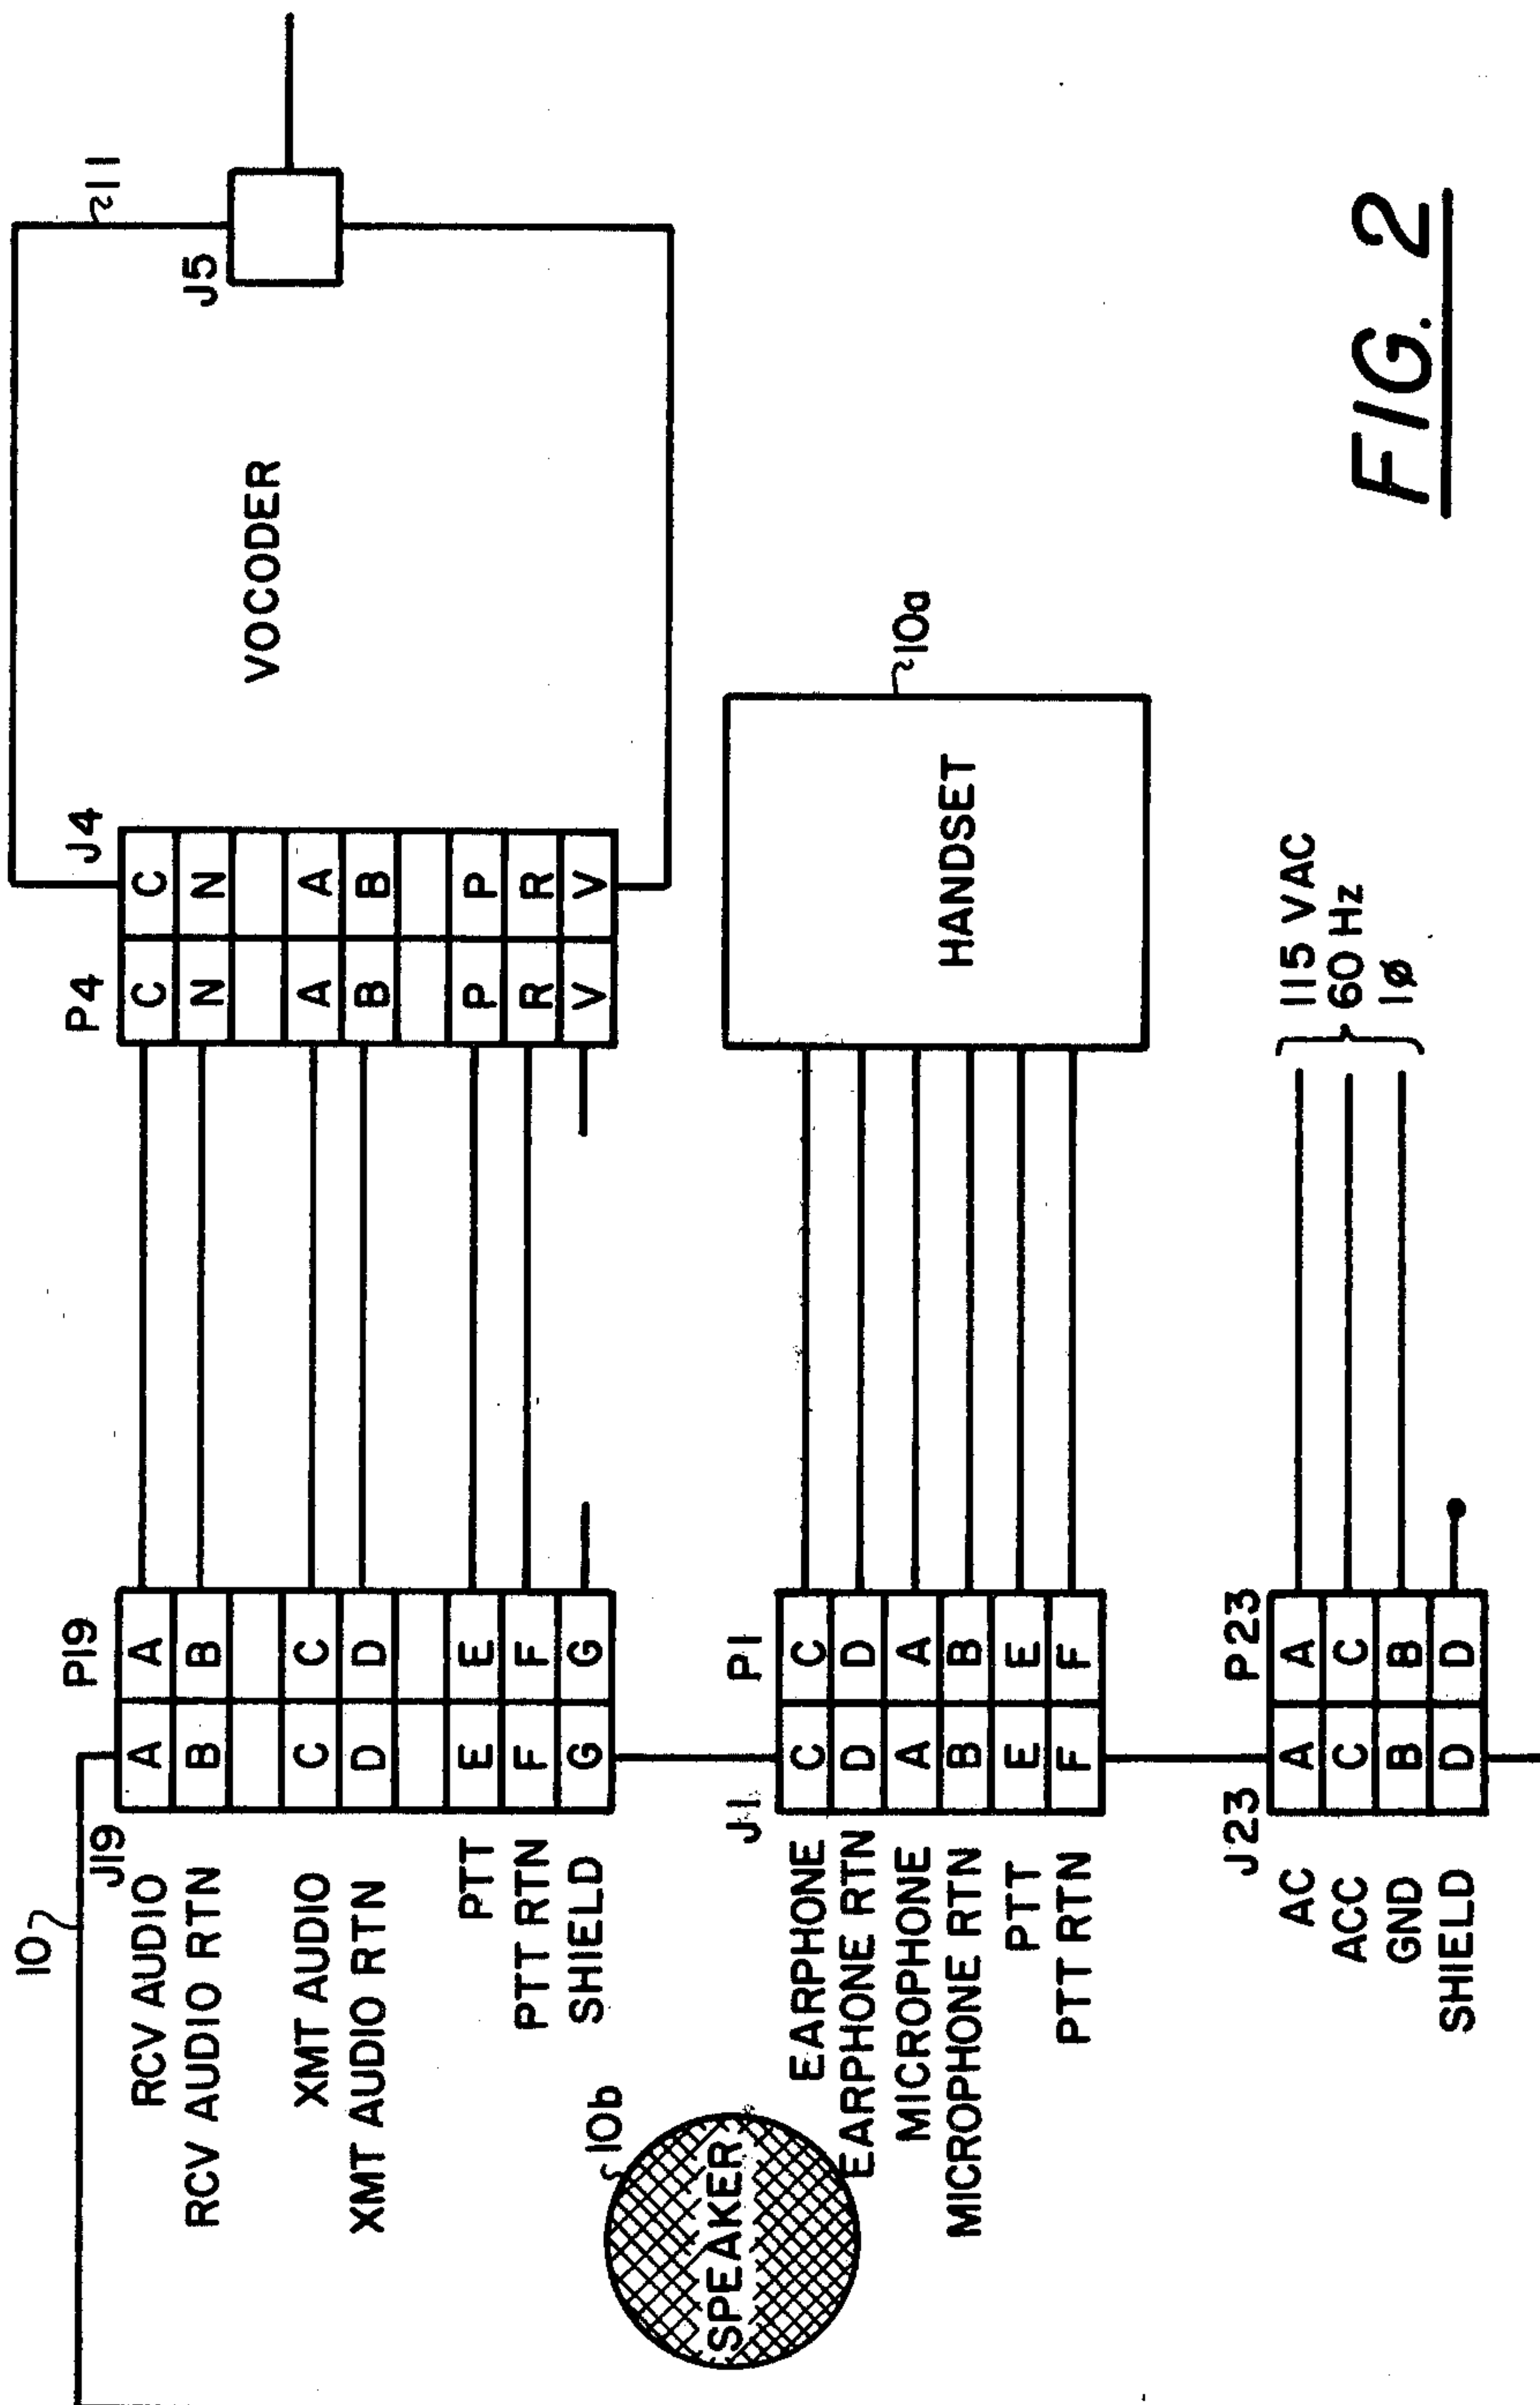 10
J19 P19 P4 J4
11
RCV AUDIO A A C C
RCV AUDIO RTN B B N N
J5
VOCODER
XMT AUDIO C C A A
XMT AUDIO RTN D D B B
PTT E E P P
PTT RTN F F R R
SHIELD G G V V
10b
SPEAKER
J1 P1
EARPHONE C C
EARPHONE RTN D D
MICROPHONE A A
MICROPHONE RTN B B
PTT E E
PTT RTN F F
HANDSET
10a
J23 P23
AC A A 115 VAC
ACC C C 60 Hz
GND B B 1ø
SHIELD D D
FIG. 2